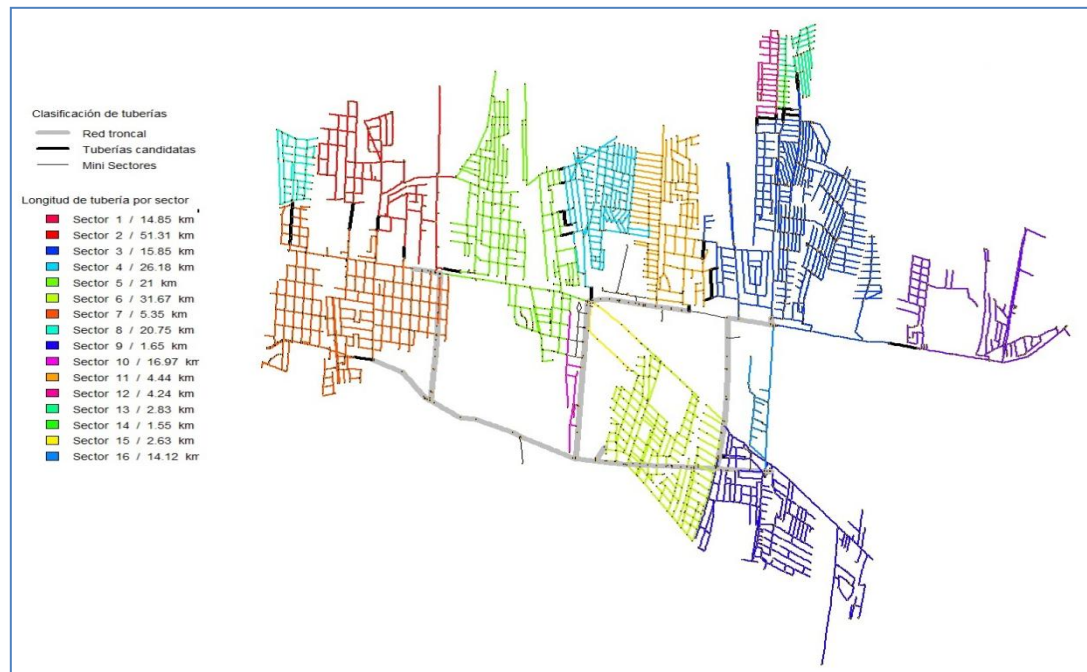 Clasificación de tuberías
Red troncal
Tuberías candidatas
Mini Sectores
Longitud de tubería por sector
Sector 1 / 14.85 km
Sector 2 / 51.31 km
Sector 3 / 15.85 km
Sector 4 / 26.18 km
Sector 5 / 21 km
Sector 6 / 31.67 km
Sector 7 / 5.35 km
Sector 8 / 20.75 km
Sector 9 / 1.65 km
Sector 10 / 16.97 km
Sector 11 / 4.44 km
Sector 12 / 4.24 km
Sector 13 / 2.83 km
Sector 14 / 1.55 km
Sector 15 / 2.63 km
Sector 16 / 14.12 km